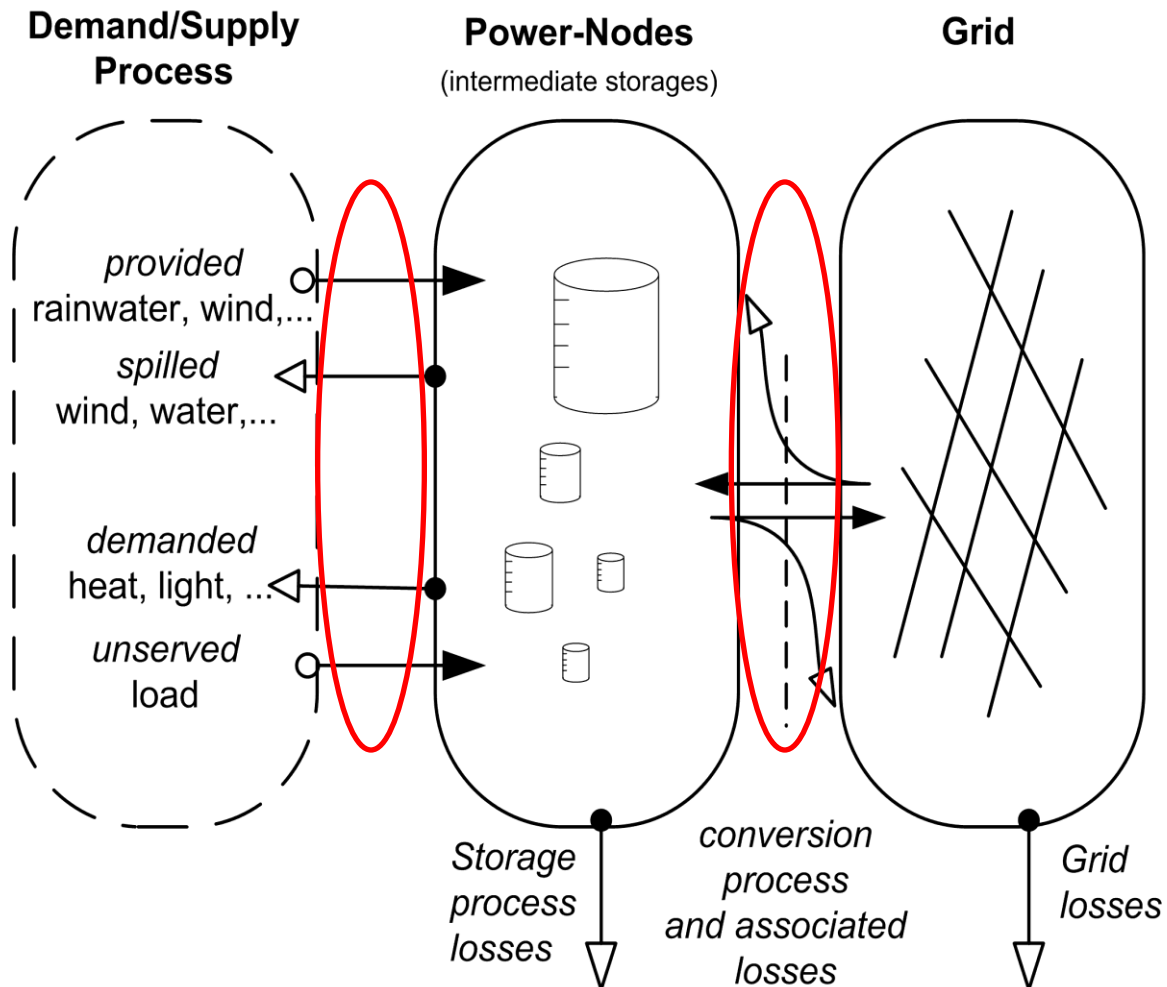 Demand/Supply
Process
Power-Nodes
(intermediate storages)
Grid
provided
rainwater, wind,...
spilled
wind, water,...
demanded
heat, light, ...
unserved
load
Storage
process
losses
conversion
process
and associated
losses
Grid
losses